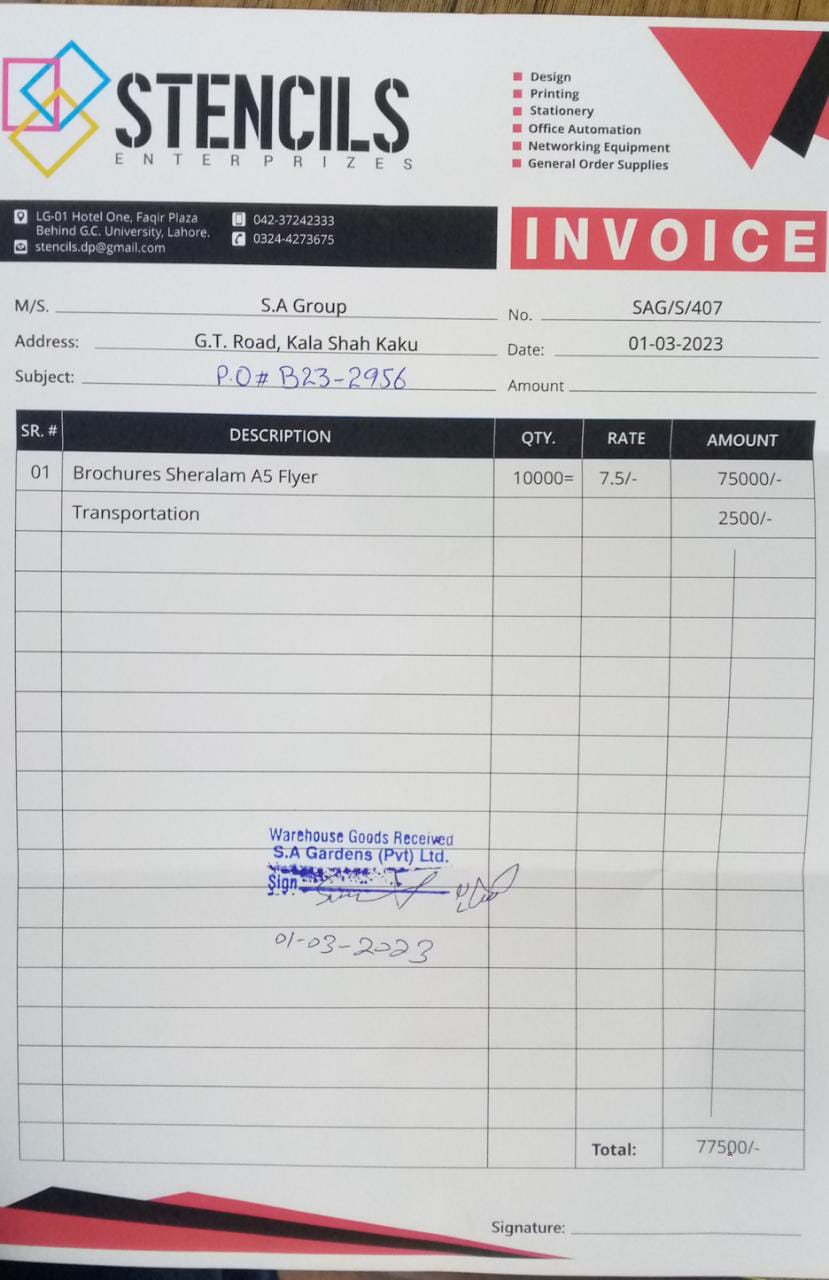 STENCILS
ENTERPRIZES
Design
Printing
Stationery
Office Automation
Networking Equipment
General Order Supplies
LG-01 Hotel One, Faqir Plaza
Behind G.C. University, Lahore.
stencils.dp@gmail.com
042-37242333
0324-4273675
INVOICE
M/S. S.A Group
Address: G.T. Road, Kala Shah Kaku
Subject: P.O# B23-2956
No. SAG/S/407
Date: 01-03-2023
Amount
SR. # DESCRIPTION QTY. RATE AMOUNT
01 Brochures Sheralam A5 Flyer 10000= 7.5/- 75000/-
Transportation 2500/-
Warehouse Goods Received
S.A Gardens (Pvt) Ltd.
Sign
01-03-2023
Total: 77500/-
Signature: